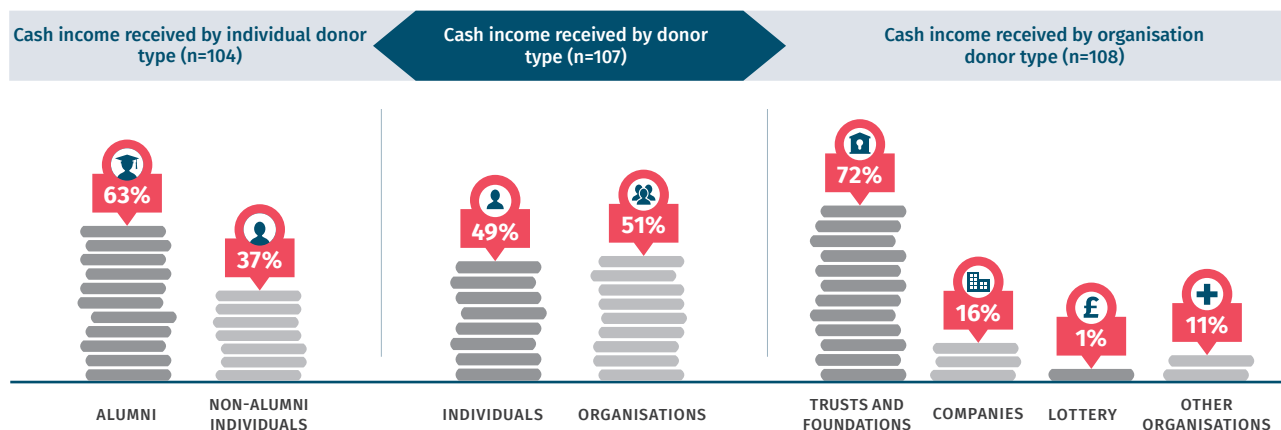 Cash income received by individual donor
type (n=104)
Cash income received by donor
type (n=107)
Cash income received by organisation
donor type (n=108)
63%
37%
49%
51%
72%
16%
£
1%
11%
ALUMNI
NON-ALUMNI
INDIVIDUALS
INDIVIDUALS
ORGANISATIONS
TRUSTS AND
FOUNDATIONS
COMPANIES
LOTTERY
OTHER
ORGANISATIONS